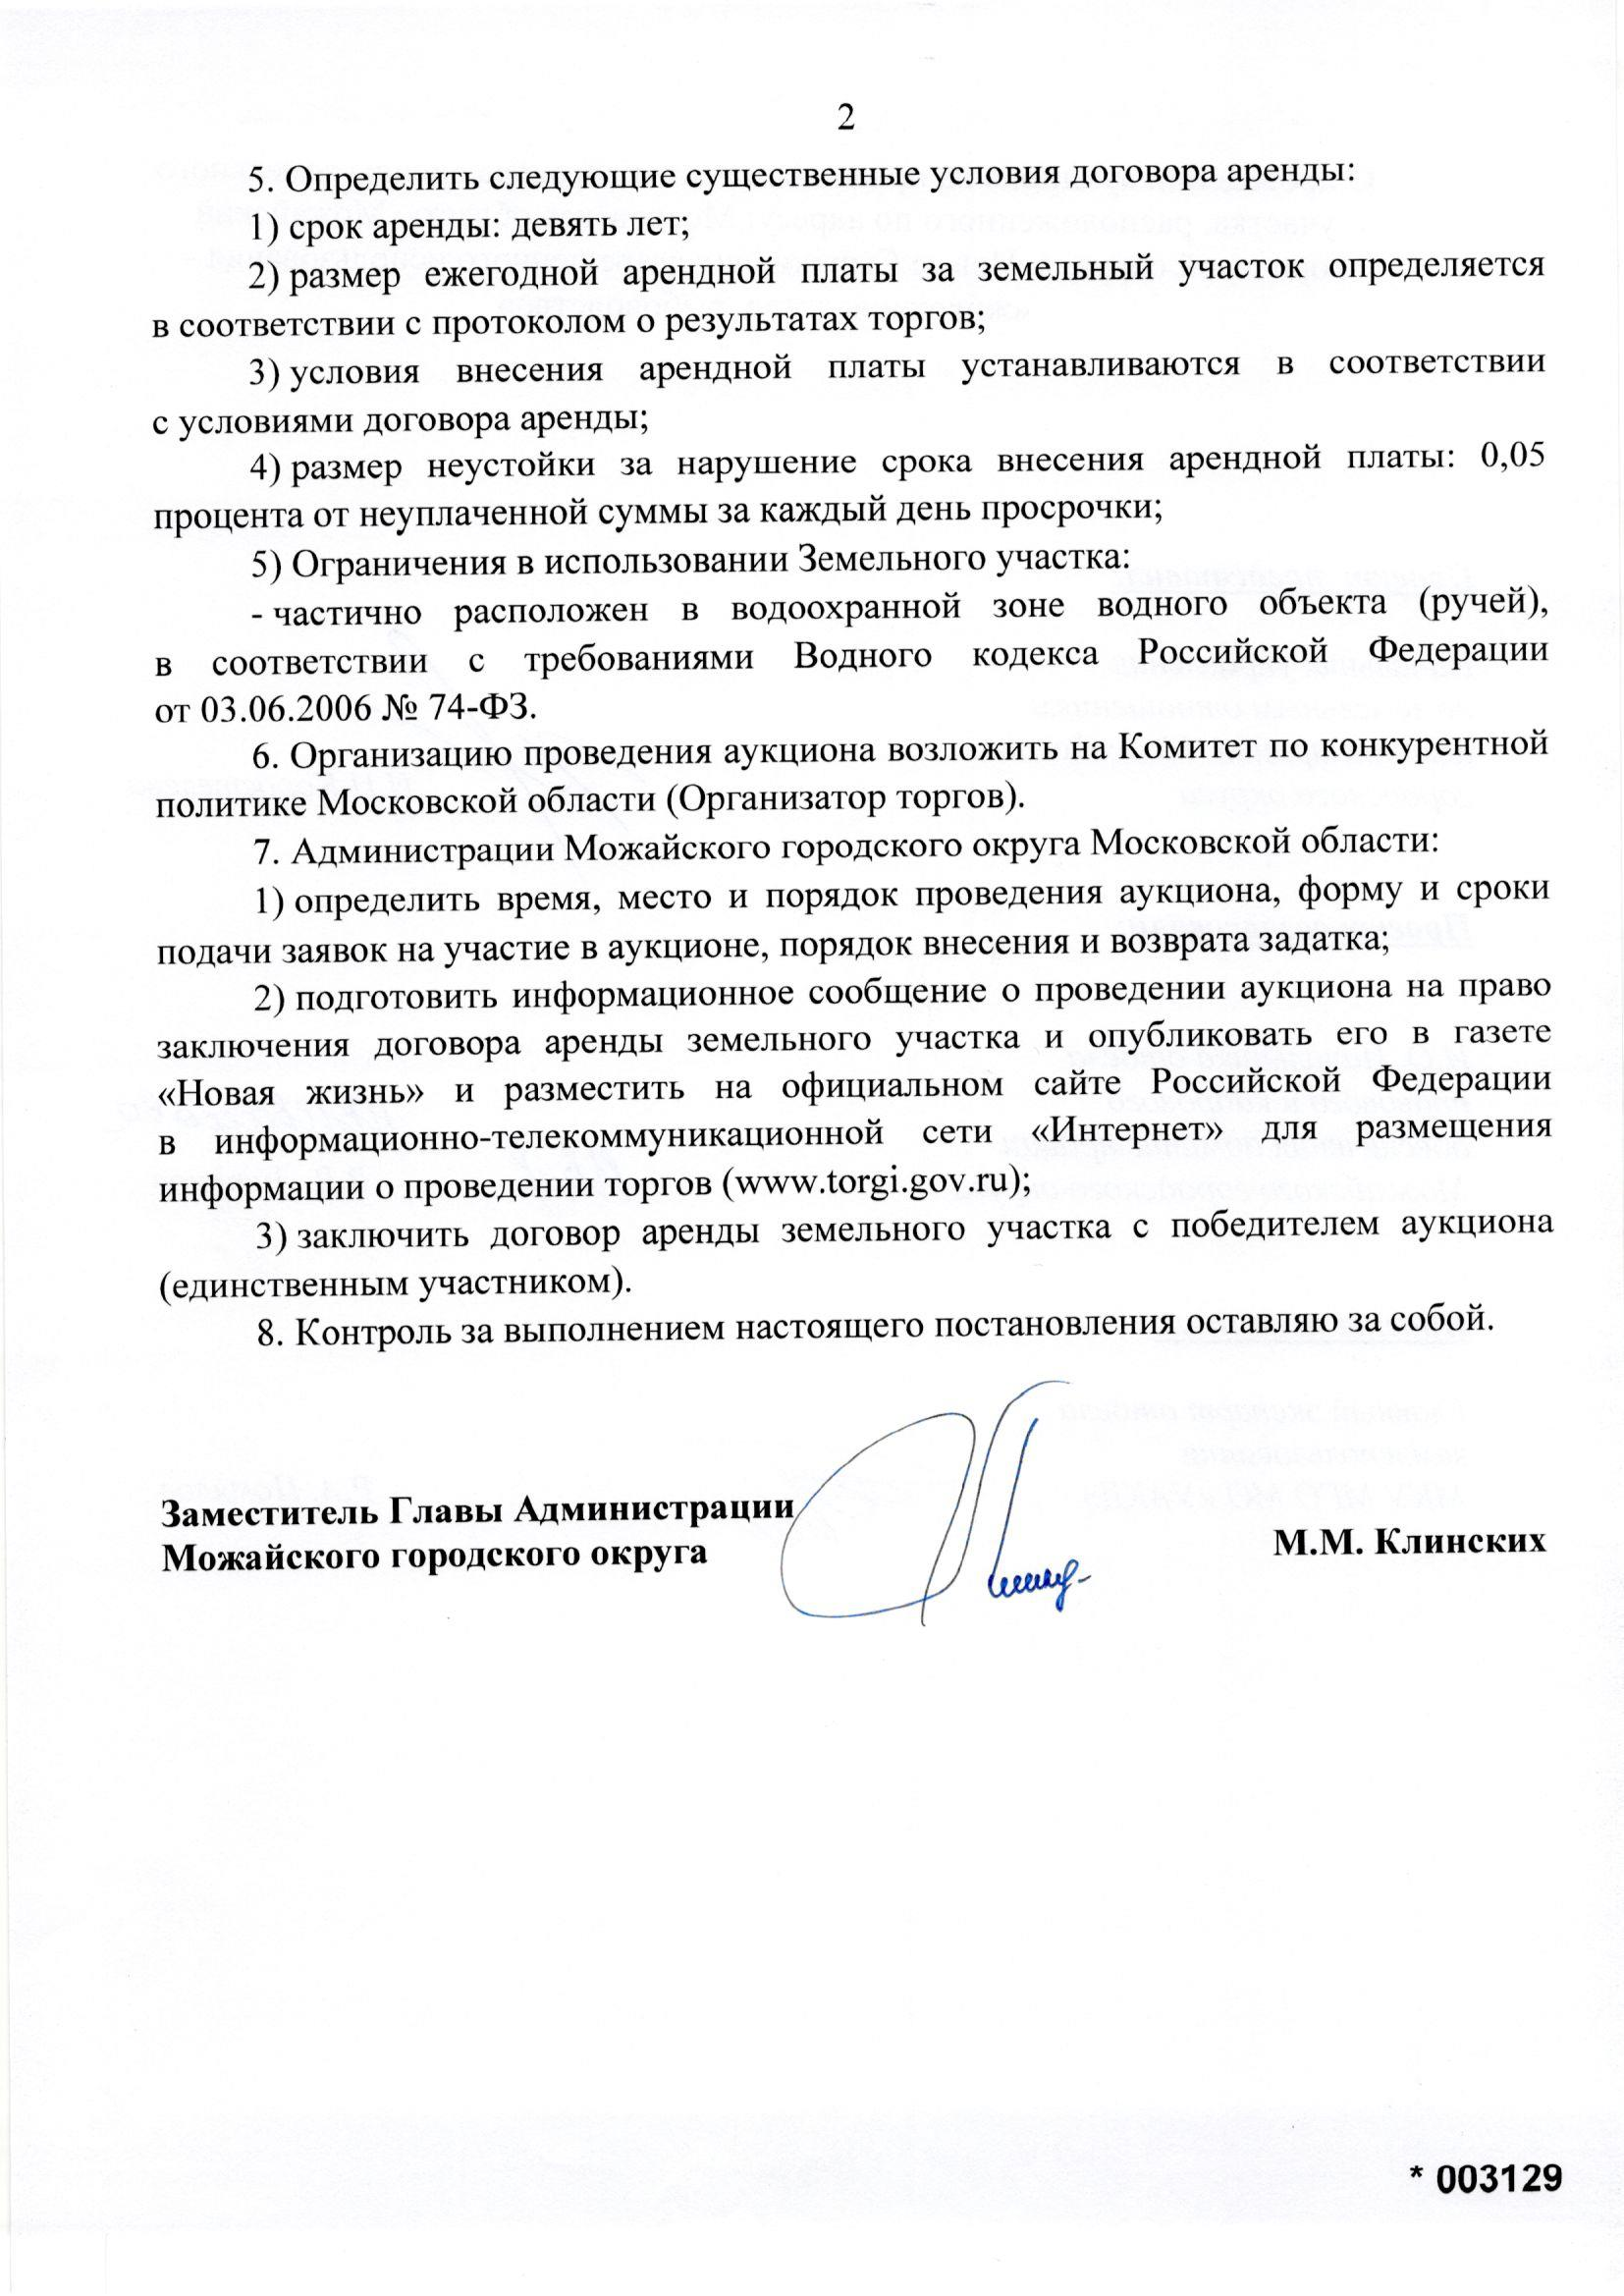 2
5. Определить следующие существенные условия договора аренды:
1) срок аренды: девять лет;
2) размер ежегодной арендной платы за земельный участок определяется
в соответствии с протоколом о результатах торгов;
3) условия внесения арендной платы устанавливаются в соответствии
с условиями договора аренды;
4) размер неустойки за нарушение срока внесения арендной платы: 0,05
процента от неуплаченной суммы за каждый день просрочки;
5) Ограничения в использовании Земельного участка:
- частично расположен в водоохранной зоне водного объекта (ручей),
в соответствии с требованиями Водного кодекса Российской Федерации
от 03.06.2006 № 74-ФЗ.
6. Организацию проведения аукциона возложить на Комитет по конкурентной
политике Московской области (Организатор торгов).
7. Администрации Можайского городского округа Московской области:
1) определить время, место и порядок проведения аукциона, форму и сроки
подачи заявок на участие в аукционе, порядок внесения и возврата задатка;
2) подготовить информационное сообщение о проведении аукциона на право
заключения договора аренды земельного участка и опубликовать его в газете
«Новая жизнь» и разместить на официальном сайте Российской Федерации
в информационно-телекоммуникационной сети «Интернет» для размещения
информации о проведении торгов (www.torgi.gov.ru);
3) заключить договор аренды земельного участка с победителем аукциона
(единственным участником).
8. Контроль за выполнением настоящего постановления оставляю за собой.
Заместитель Главы Администрации
Можайского городского округа
М.М. Клинских
* 003129